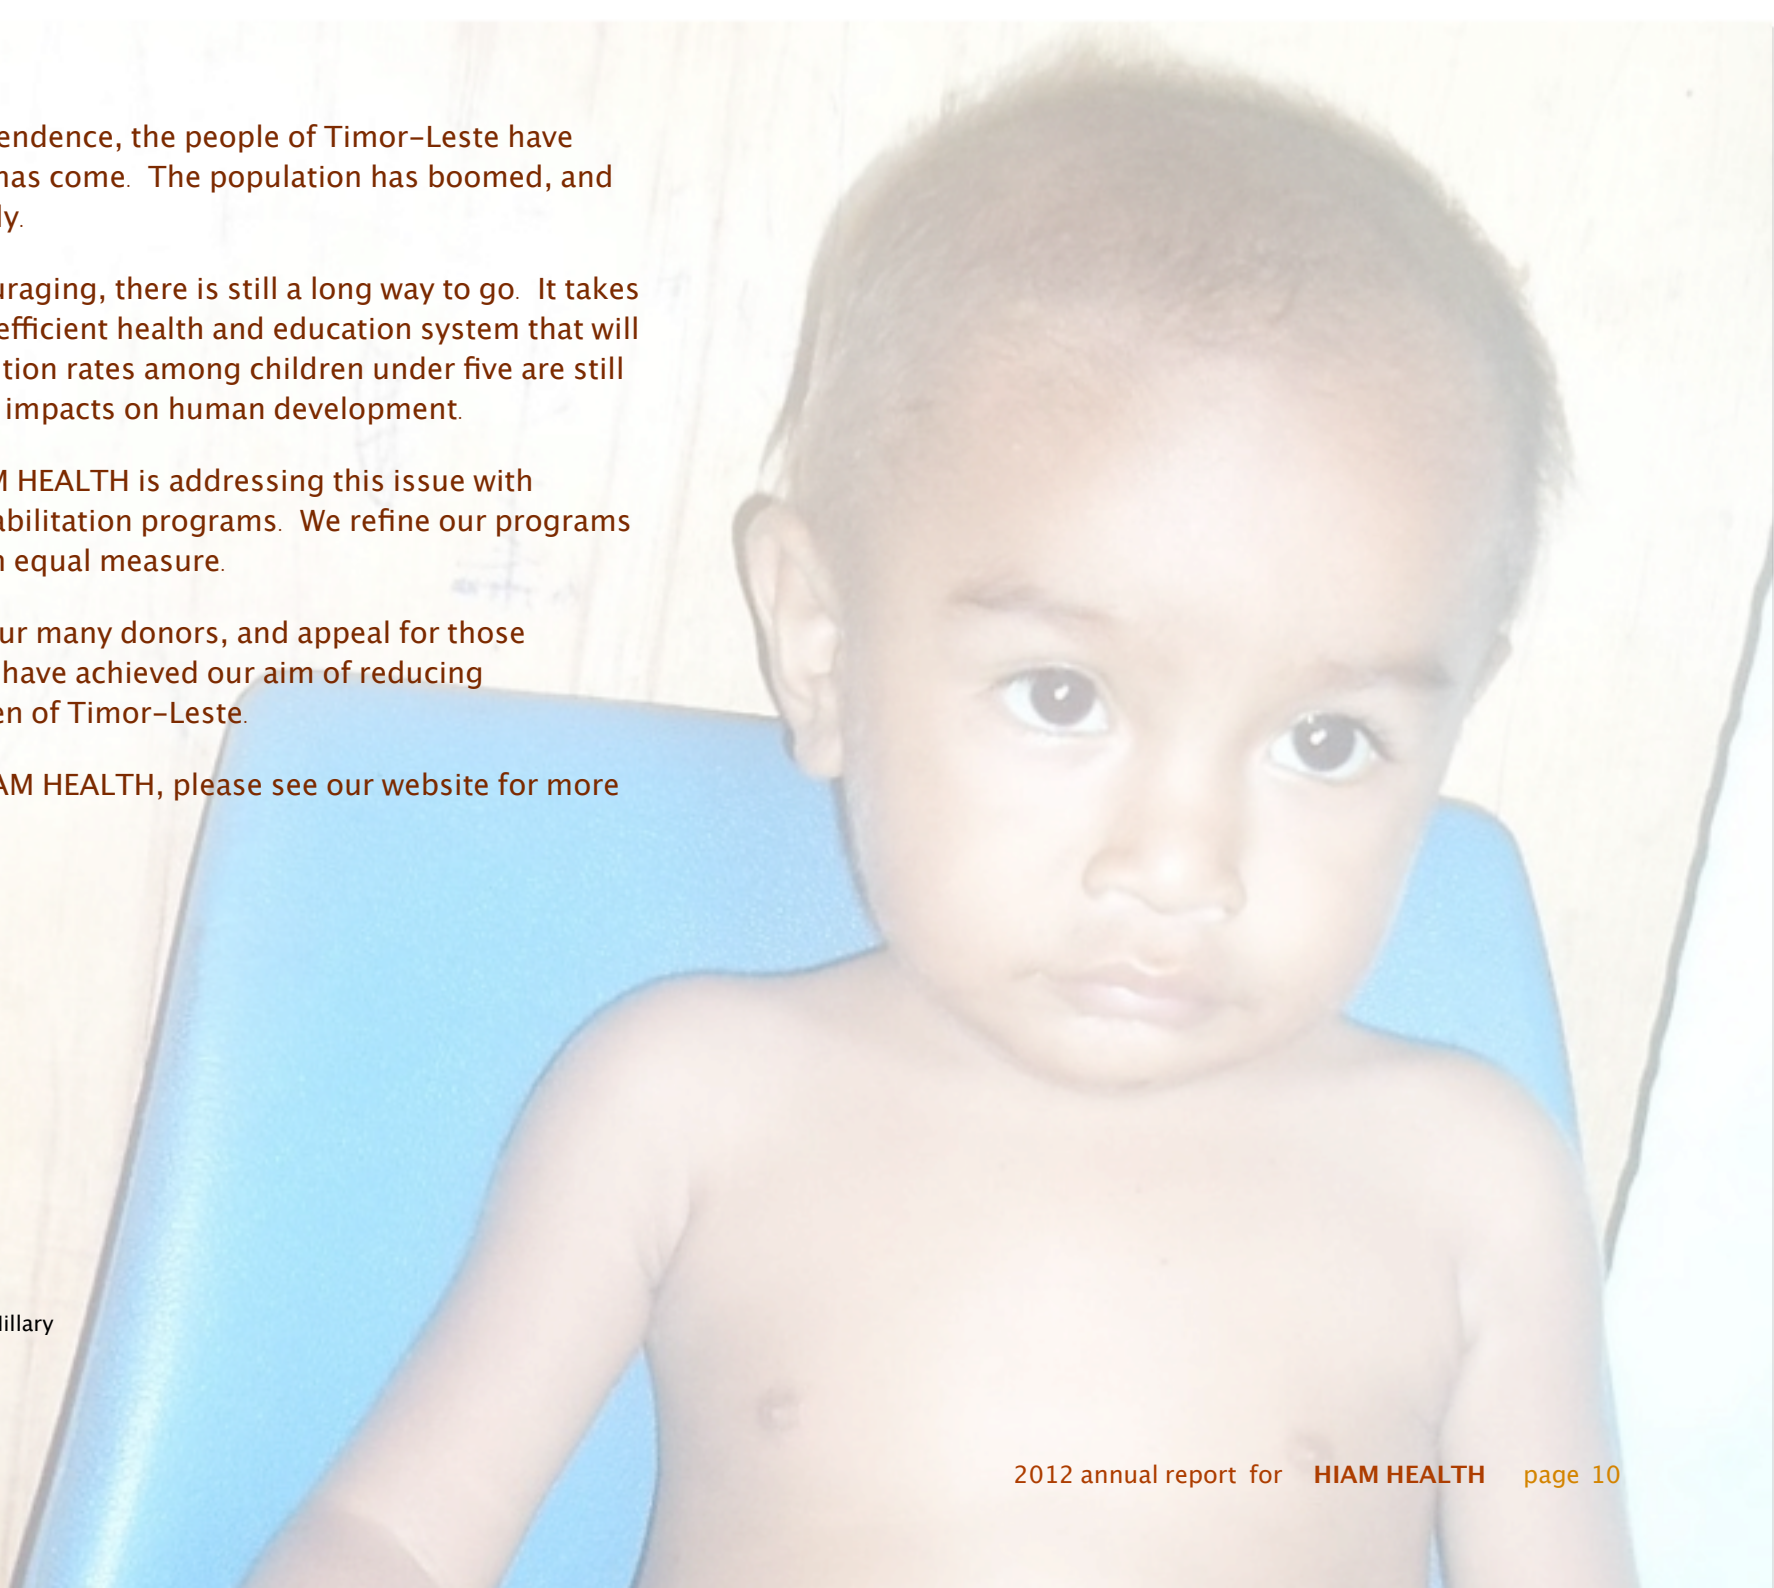 endence, the people of Timor-Leste have
has come. The population has boomed, and
ly.
uraging, there is still a long way to go. It takes
efficient health and education system that will
tion rates among children under five are still
impacts on human development.
M HEALTH is addressing this issue with
abilitation programs. We refine our programs
n equal measure.
ur many donors, and appeal for those
have achieved our aim of reducing
en of Timor-Leste.
AM HEALTH, please see our website for more
Hillary
2012 annual report for HIAM HEALTH page 10